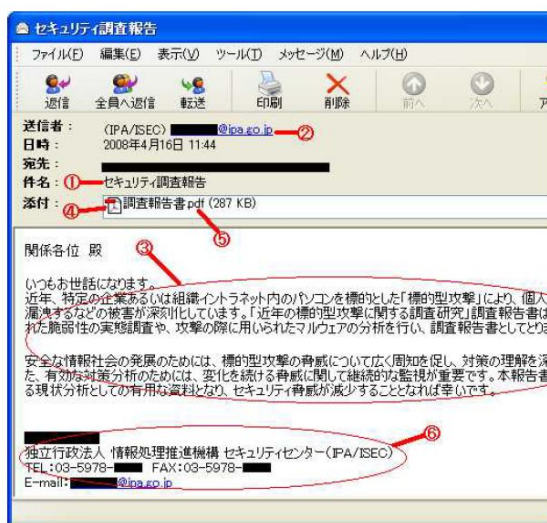 セキュリティ調査報告
ファイル(F) 編集(E) 表示(V) ツール(T) メッセージ(M) ヘルプ(H)
返信 全員へ返信 転送 印刷 削除 前へ 次へ ア
送信者： (IPA/ISEC) @ipa.go.jp ②
日時： 2008年4月16日 11:44
宛先：
件名： ① セキュリティ調査報告
添付： ④ 調査報告書.pdf (287 KB) ⑤
関係各位 殿
③
いつもお世話になります。
近年、特定の企業あるいは組織イントラネット内のパソコンを標的とした「標的型攻撃」により、個人
漏洩するなどの被害が深刻化しています。「近年の標的型攻撃に関する調査研究」調査報告書は
れた脆弱性の実態調査や、攻撃の際に用いられたマルウェアの分析を行い、調査報告書としてとりま
安全な情報社会の発展のためには、標的型攻撃の脅威について広く周知を促し、対策の理解を深
た、有効な対策分析のためには、変化を続ける脅威に関して継続的な監視が重要です。本報告書
る現状分析としての有用な資料となり、セキュリティ脅威が減少することとなれば幸いです。
⑥
独立行政法人 情報処理推進機構 セキュリティセンター(IPA/ISEC)
TEL:03-5978- FAX:03-5978-
E-mail: @ipa.go.jp